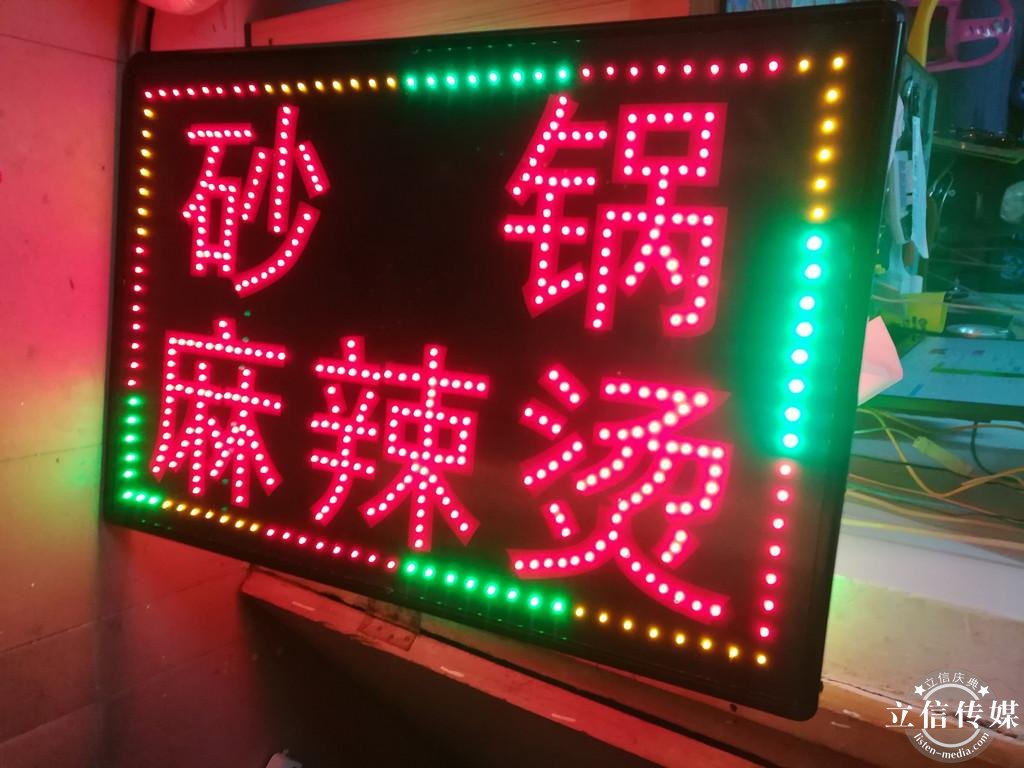 砂锅
麻辣烫
立信庆典
立信传媒
listen-media.com